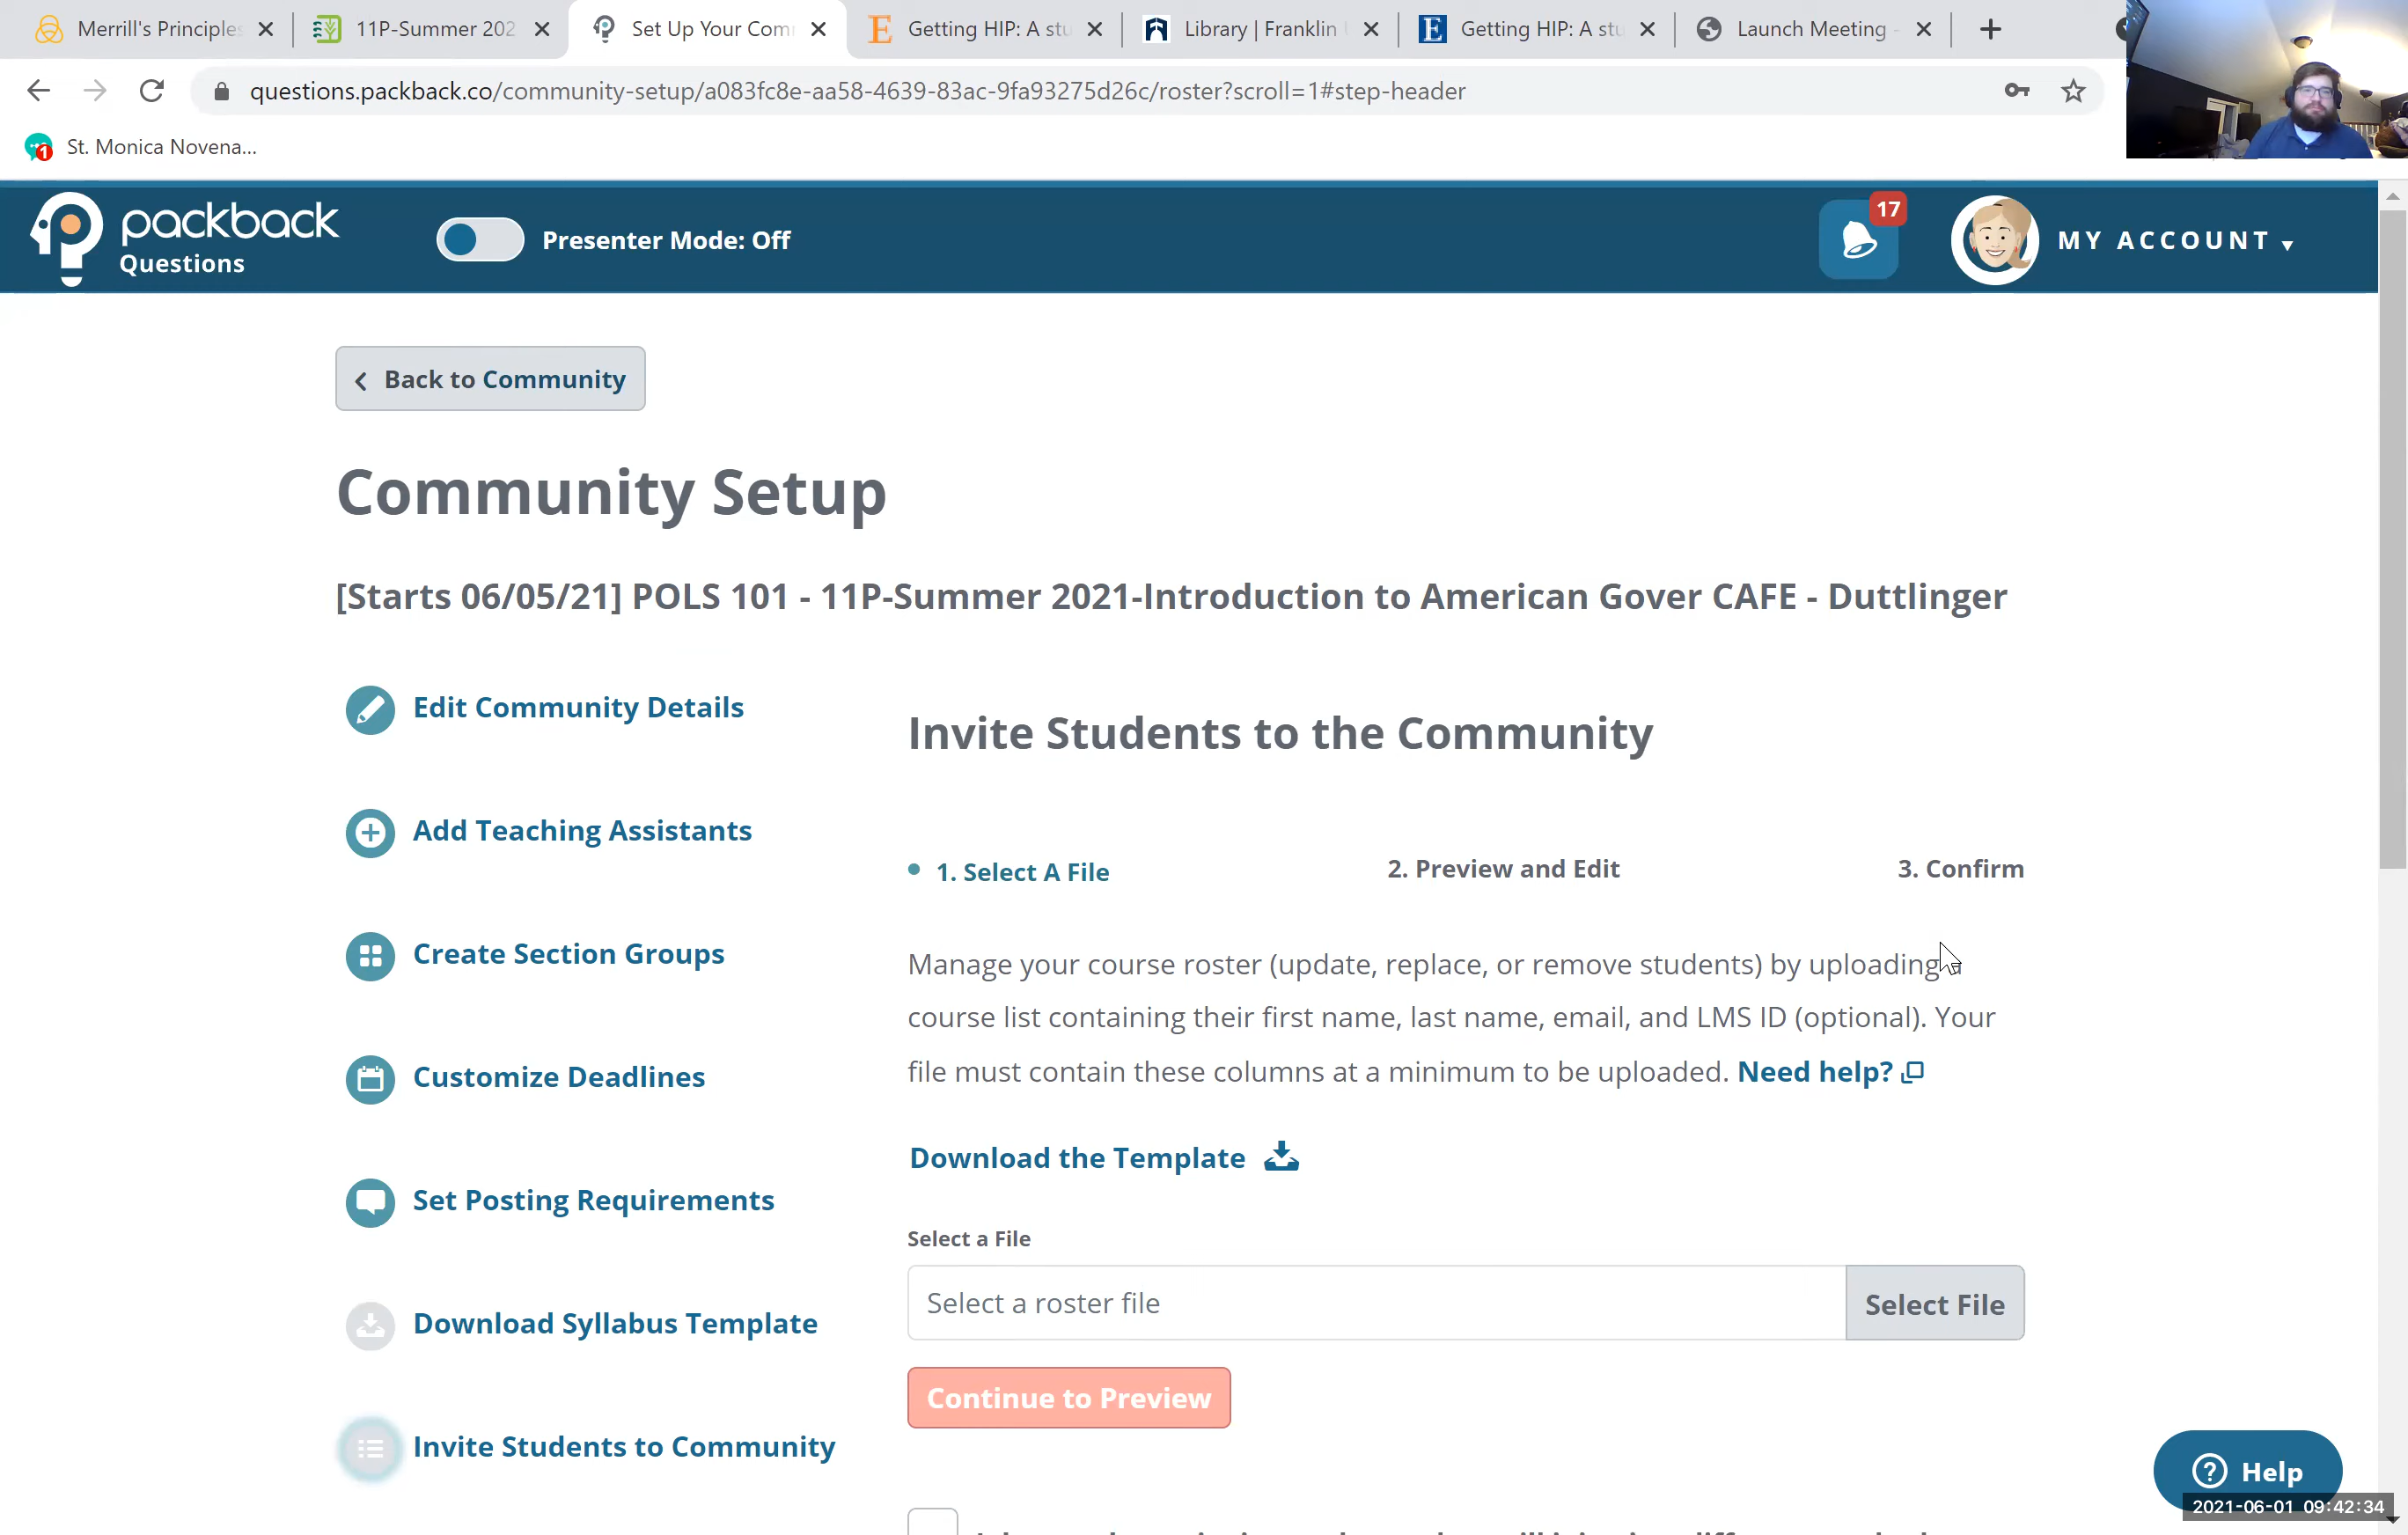 Merrill's Principles
11P-Summer 202
Set Up Your Com
Getting HIP: A stu
Library | Franklin
Getting HIP: A stu
Launch Meeting -
questions.packback.co/community-setup/a083fc8e-aa58-4639-83ac-9fa93275d26c/roster?scroll=1#step-header
1
St. Monica Novena...
packback
Questions
Presenter Mode: Off
17
MY ACCOUNT
Back to Community
Community Setup
[Starts 06/05/21] POLS 101 - 11P-Summer 2021-Introduction to American Gover CAFE - Duttlinger
Edit Community Details
Add Teaching Assistants
Create Section Groups
Customize Deadlines
Set Posting Requirements
Download Syllabus Template
Invite Students to Community
Invite Students to the Community
1. Select A File
2. Preview and Edit
3. Confirm
Manage your course roster (update, replace, or remove students) by uploading
course list containing their first name, last name, email, and LMS ID (optional). Your
file must contain these columns at a minimum to be uploaded. Need help?
Download the Template
Select a File
Select a roster file
Select File
Continue to Preview
Help
2021-06-01 09:42:34